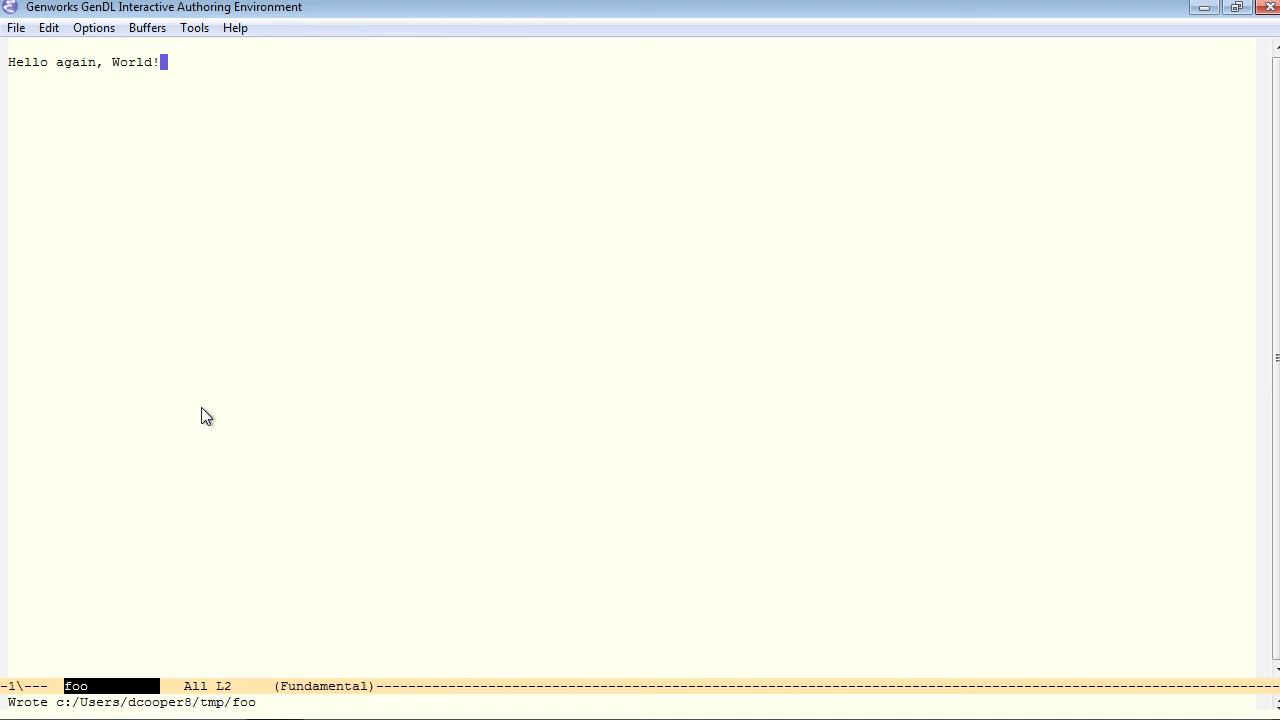 Genworks GenDL Interactive Authoring Environment
File Edit Options Buffers Tools Help
Hello again, World!
-1\--- foo All L2 (Fundamental)----------------------------------------------------------------------------------------------------------------
Wrote c:/Users/dcooper8/tmp/foo